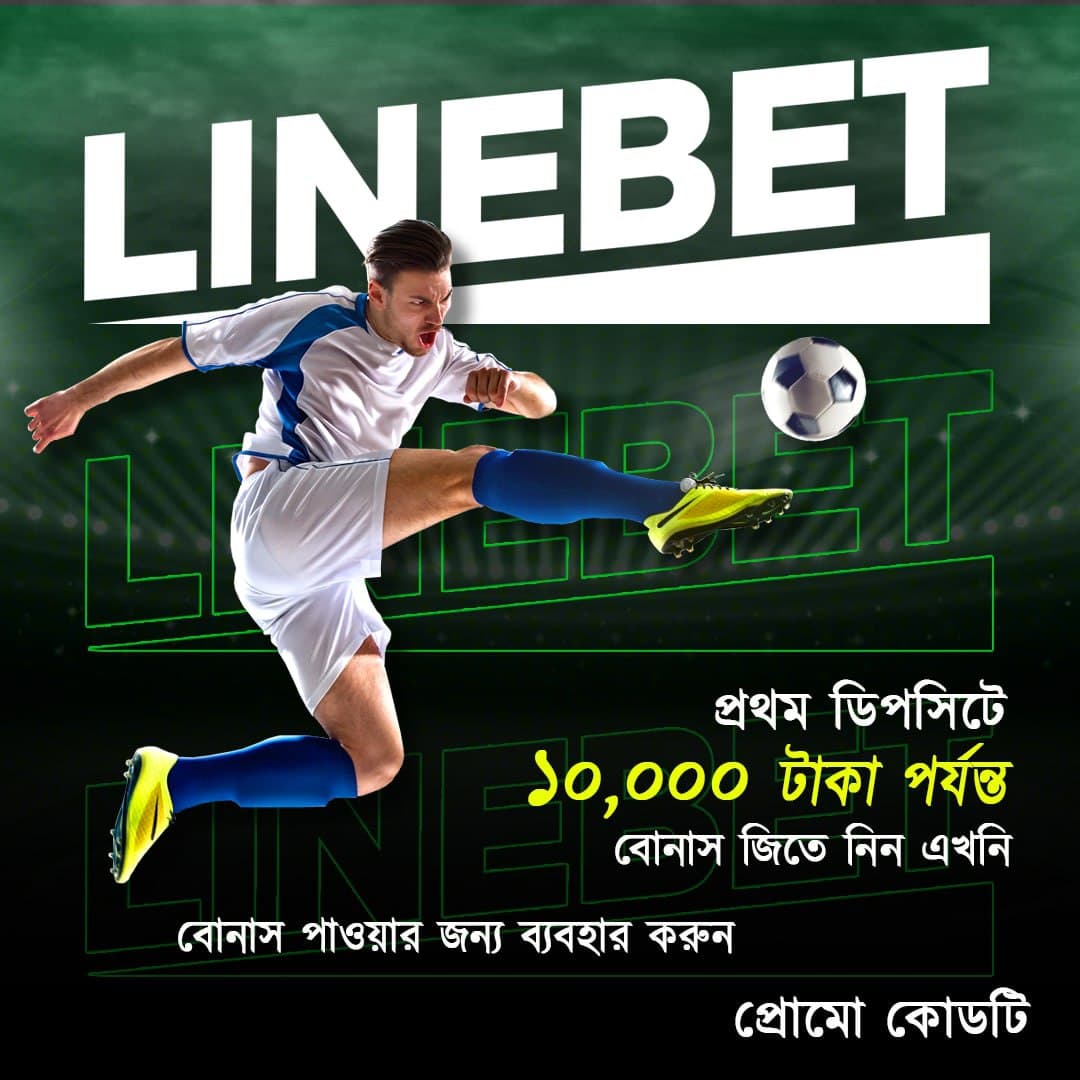 LINEBET
LINEBET
প্রথম ডিপসিটে
১০,০০০ টাকা পর্যন্ত
LINEBET
বোনাস জিতে নিন এখনি
বোনাস পাওয়ার জন্য ব্যবহার করুন
প্রোমো কোডটি